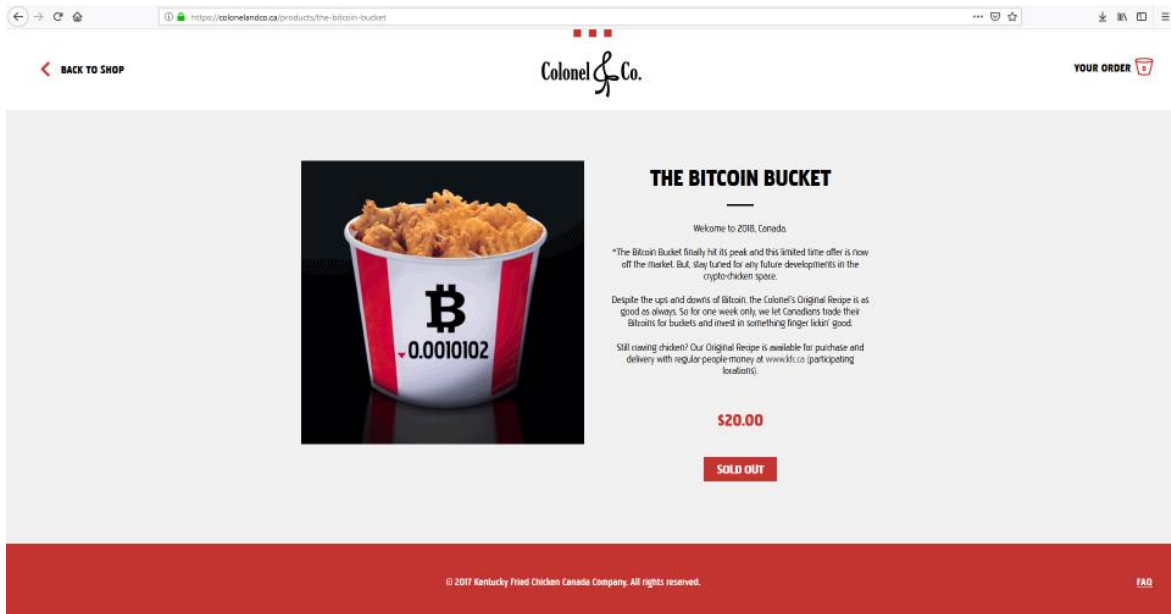 https://colonelandco.ca/products/the-bitcoin-bucket
BACK TO SHOP
Colonel & Co.
YOUR ORDER 0
THE BITCOIN BUCKET
Welcome to 2018, Canada.
*The Bitcoin Bucket finally hit its peak and this limited time offer is now
off the market. But, stay tuned for any future developments in the
crypto-chicken space.
Despite the ups and downs of Bitcoin, the Colonel's Original Recipe is as
good as always. So for one week only, we let Canadians trade their
Bitcoins for buckets and invest in something finger lickin' good.
Still craving chicken? Our Original Recipe is available for purchase and
delivery with regular-people-money at www.kfc.ca (participating
locations).
₿
0.0010102
$20.00
SOLD OUT
© 2017 Kentucky Fried Chicken Canada Company. All rights reserved.
FAQ